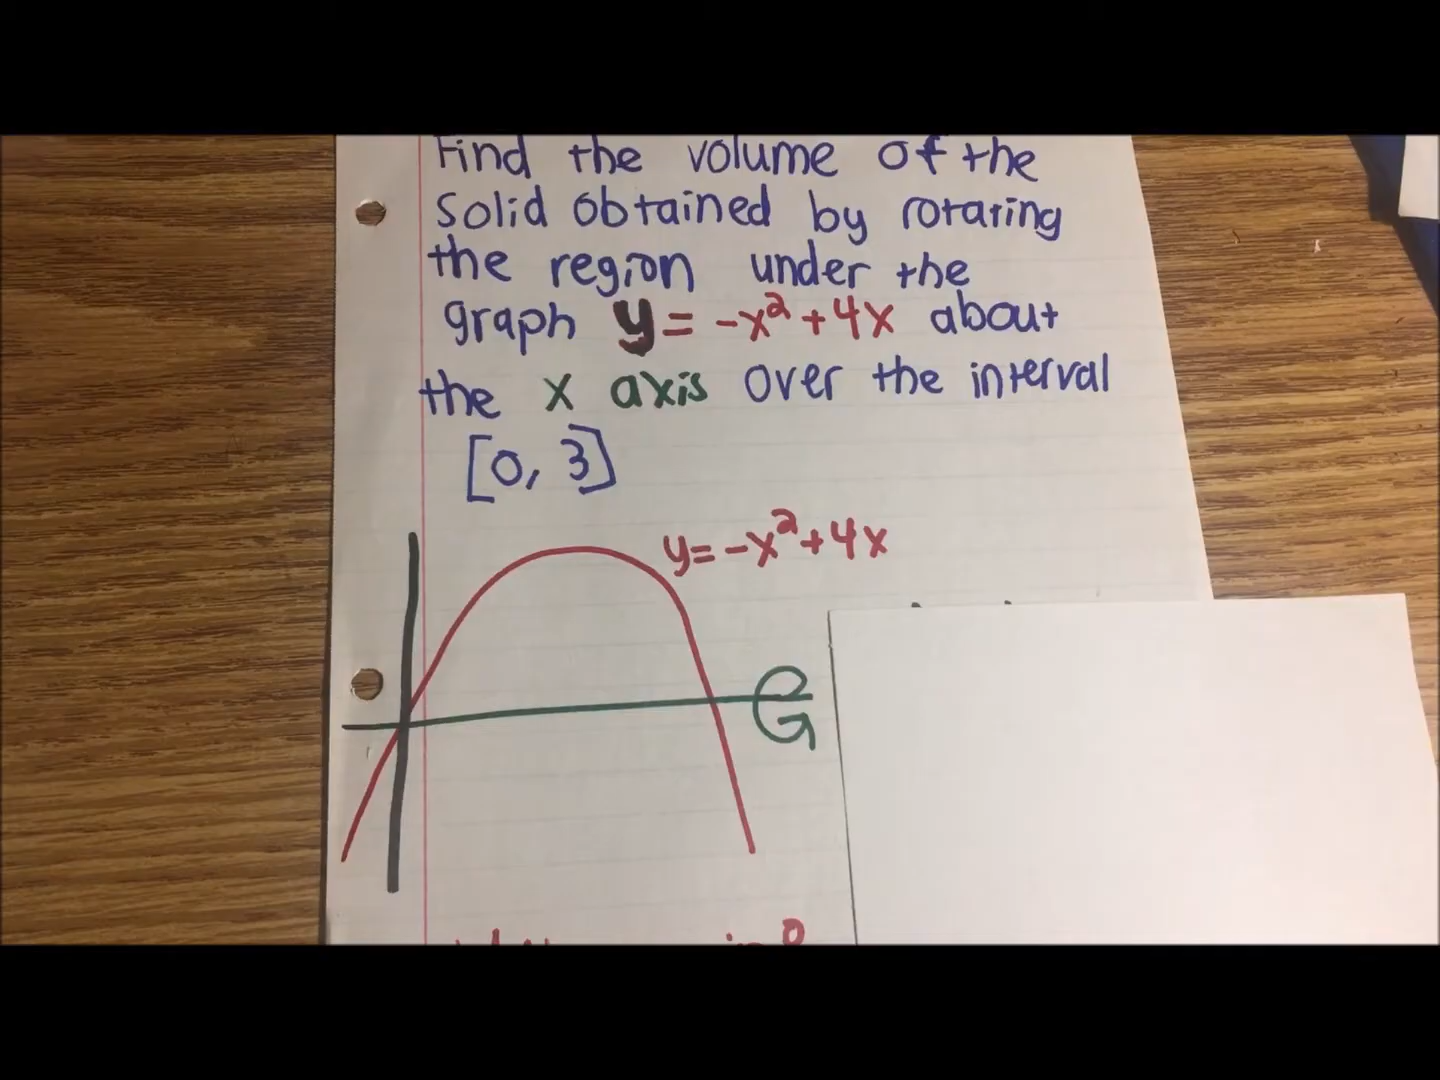 Find the volume of the
solid obtained by rotating
the region under the
graph y = -x² + 4x about
the x axis over the interval
[0, 3]
y = -x² + 4x